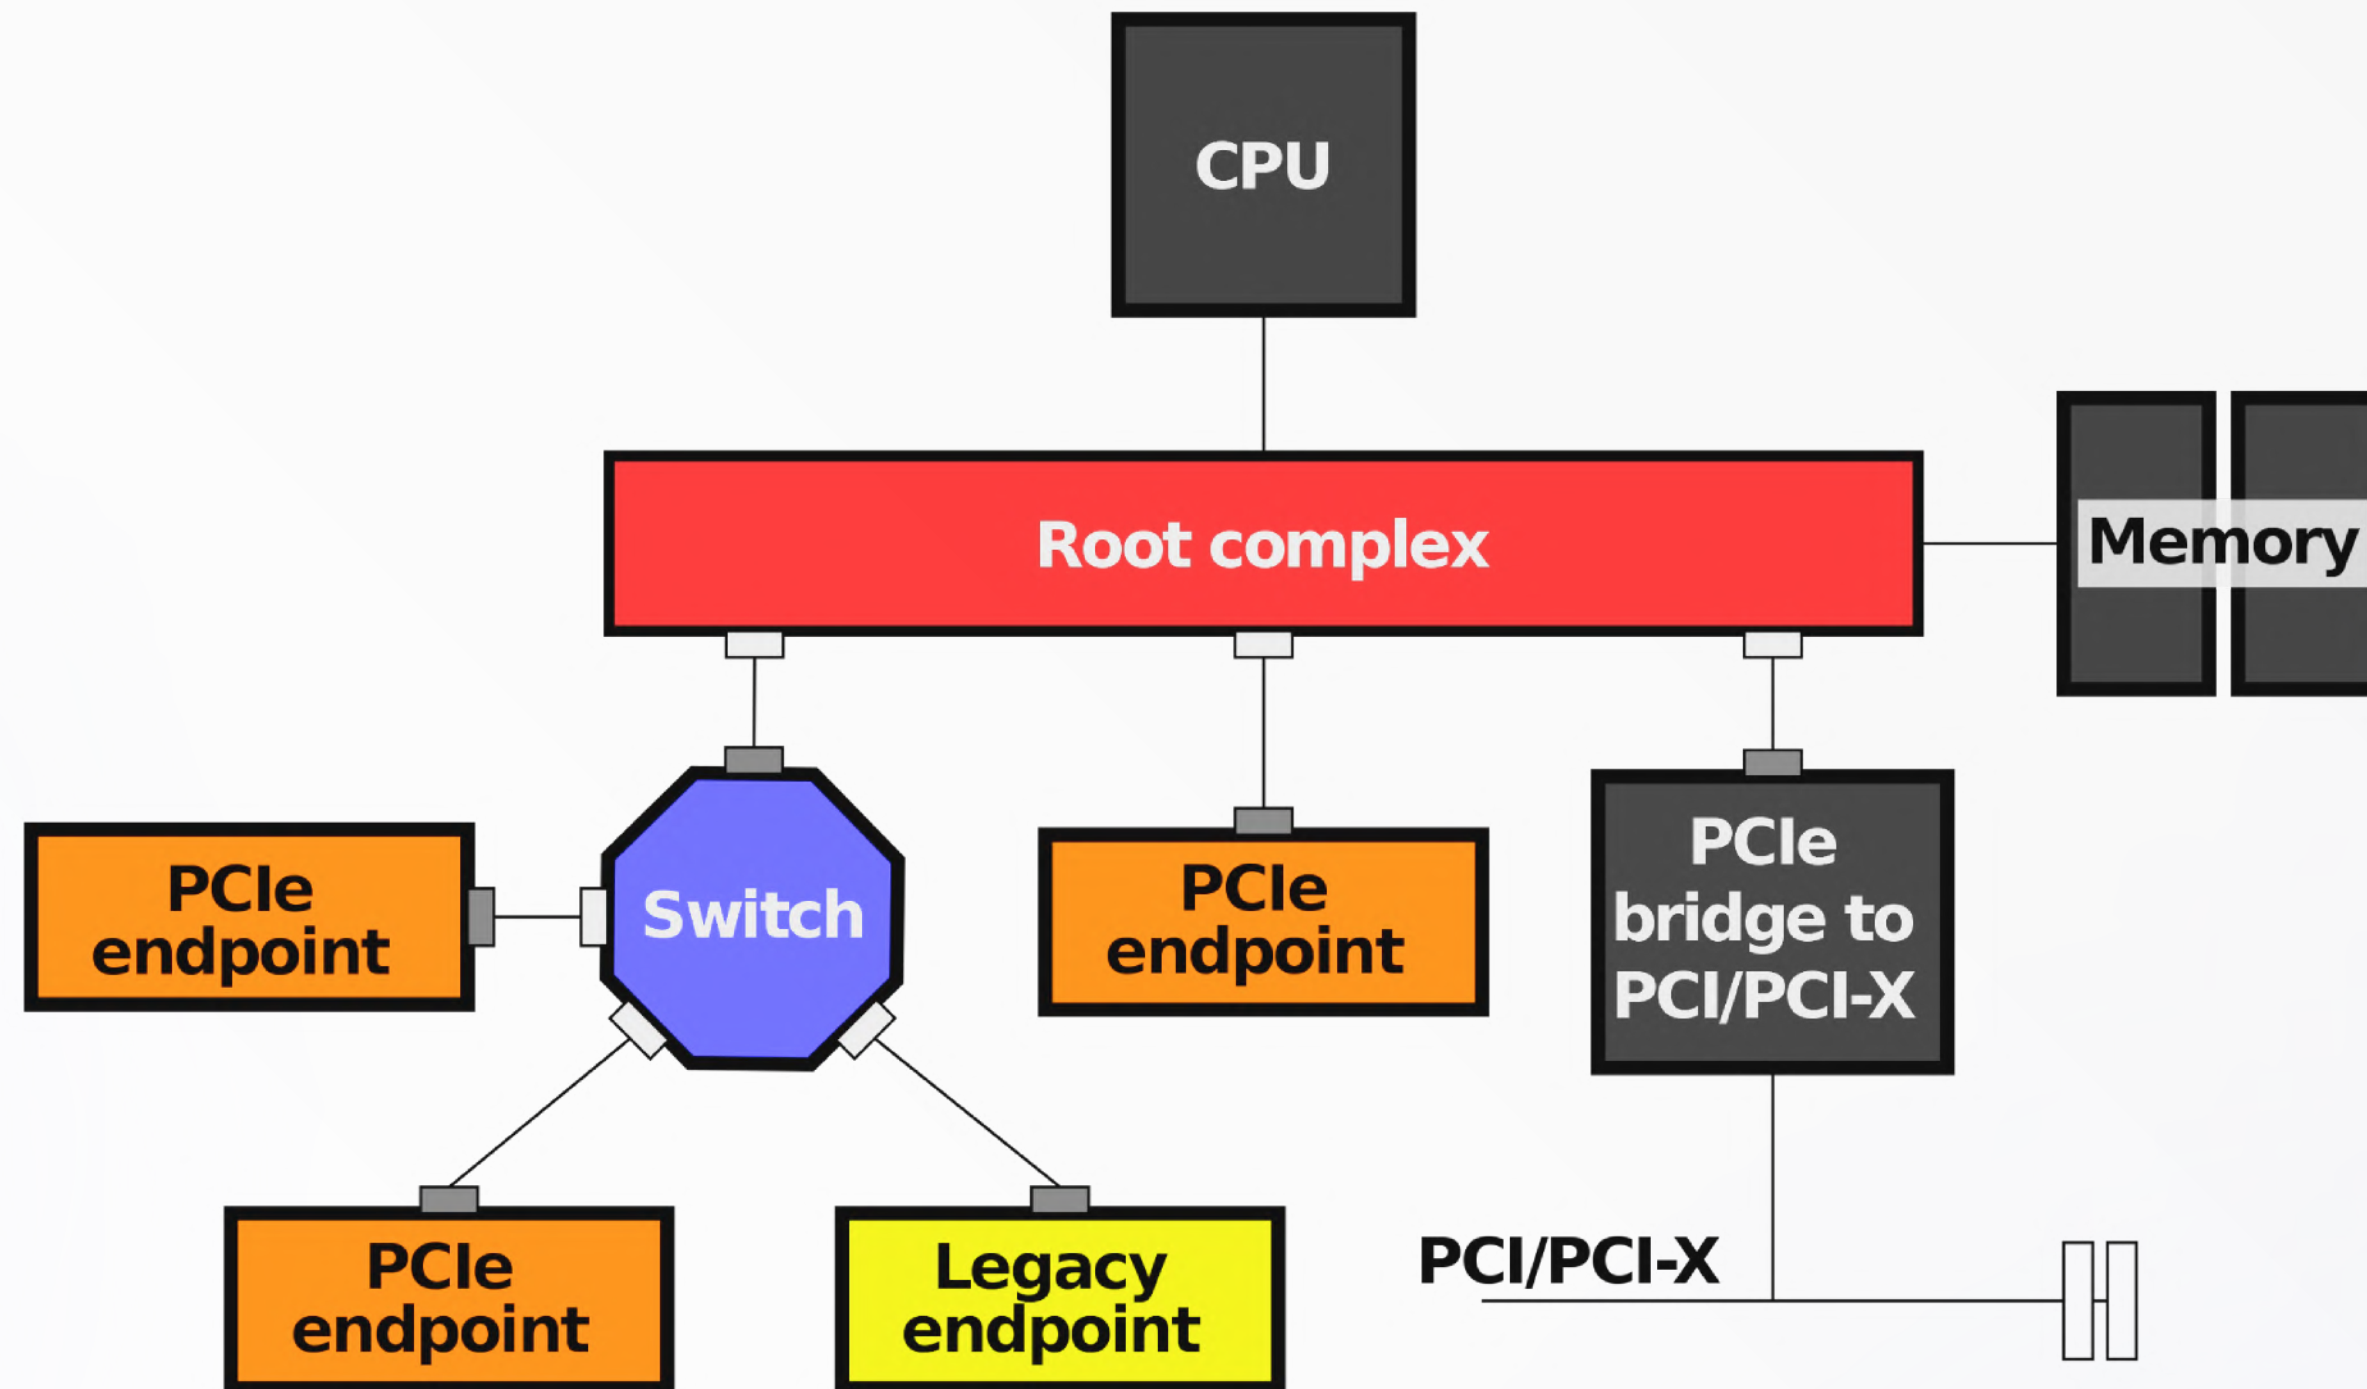 CPU
Root complex
Memory
PCIe
endpoint
Switch
PCIe
endpoint
PCIe
bridge to
PCI/PCI-X
PCIe
endpoint
Legacy
endpoint
PCI/PCI-X